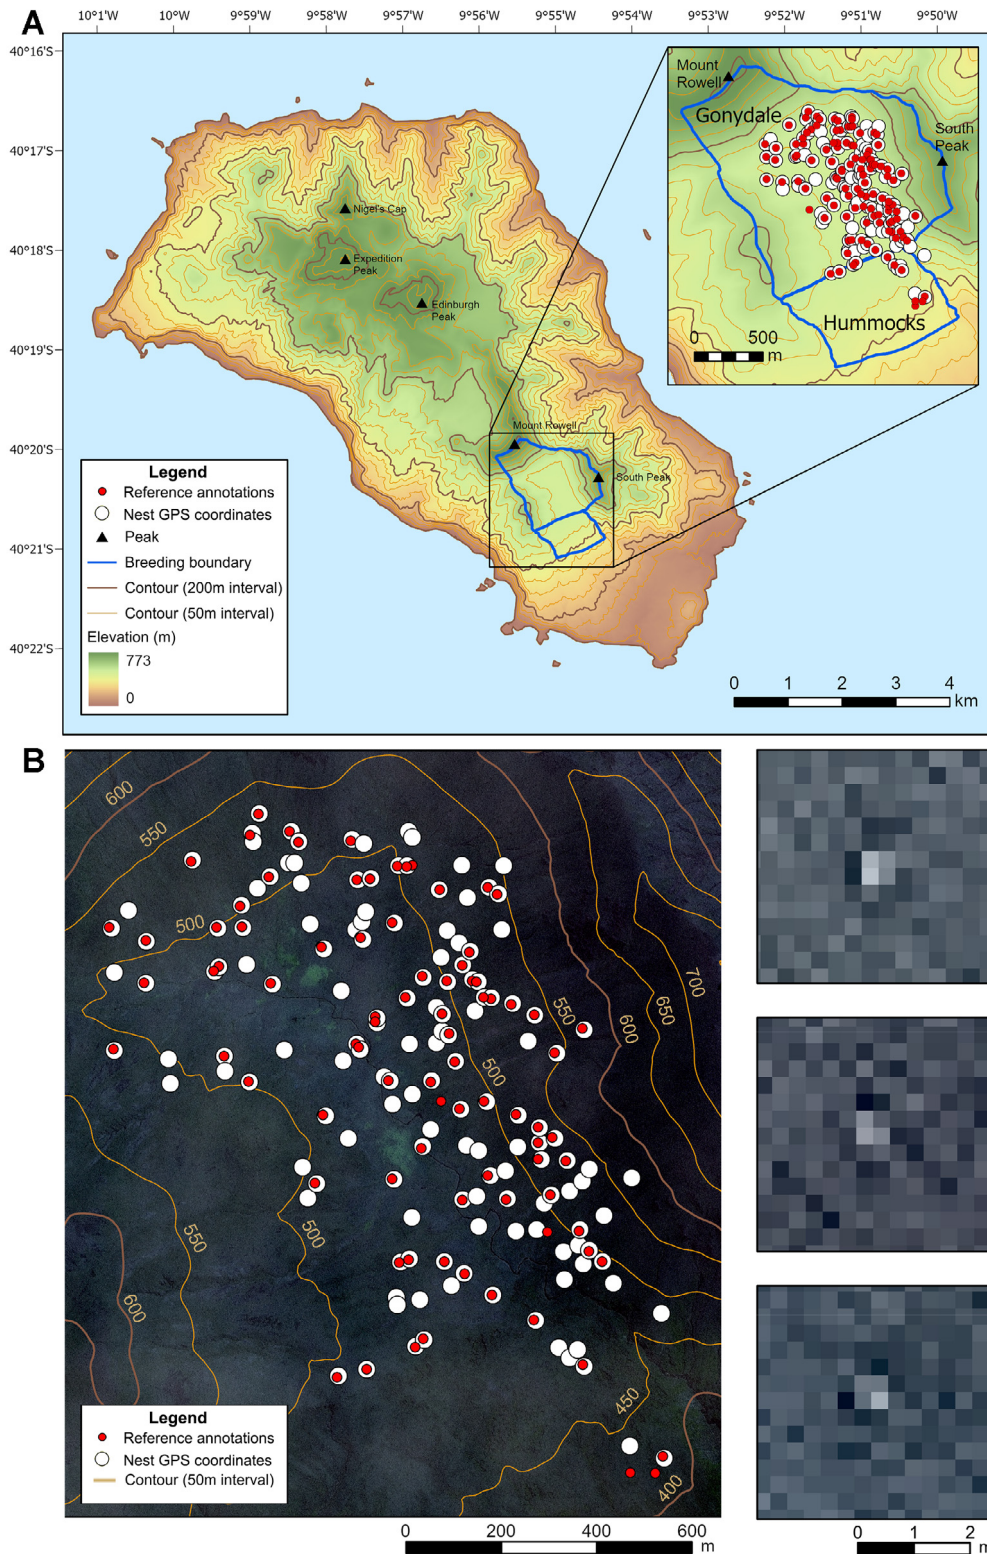 A
10°1'W 10°0'W 9°59'W 9°58'W 9°57'W 9°56'W 9°55'W 9°54'W 9°53'W 9°52'W 9°51'W 9°50'W
40°16'S
40°17'S
40°18'S
40°19'S
40°20'S
40°21'S
40°22'S
Nigel's Cap
Expedition
Peak
Edinburgh
Peak
Mount Rowell
South Peak
Mount
Rowell
Gonydale
South
Peak
Hummocks
0 500
m
Legend
Reference annotations
Nest GPS coordinates
Peak
Breeding boundary
Contour (200m interval)
Contour (50m interval)
Elevation (m)
773
0
0 1 2 3 4
km
B
600
550
500
700
650
600
550
500
550
500
600
450
400
Legend
Reference annotations
Nest GPS coordinates
Contour (50m interval)
0 200 400 600
m
0 1 2
m